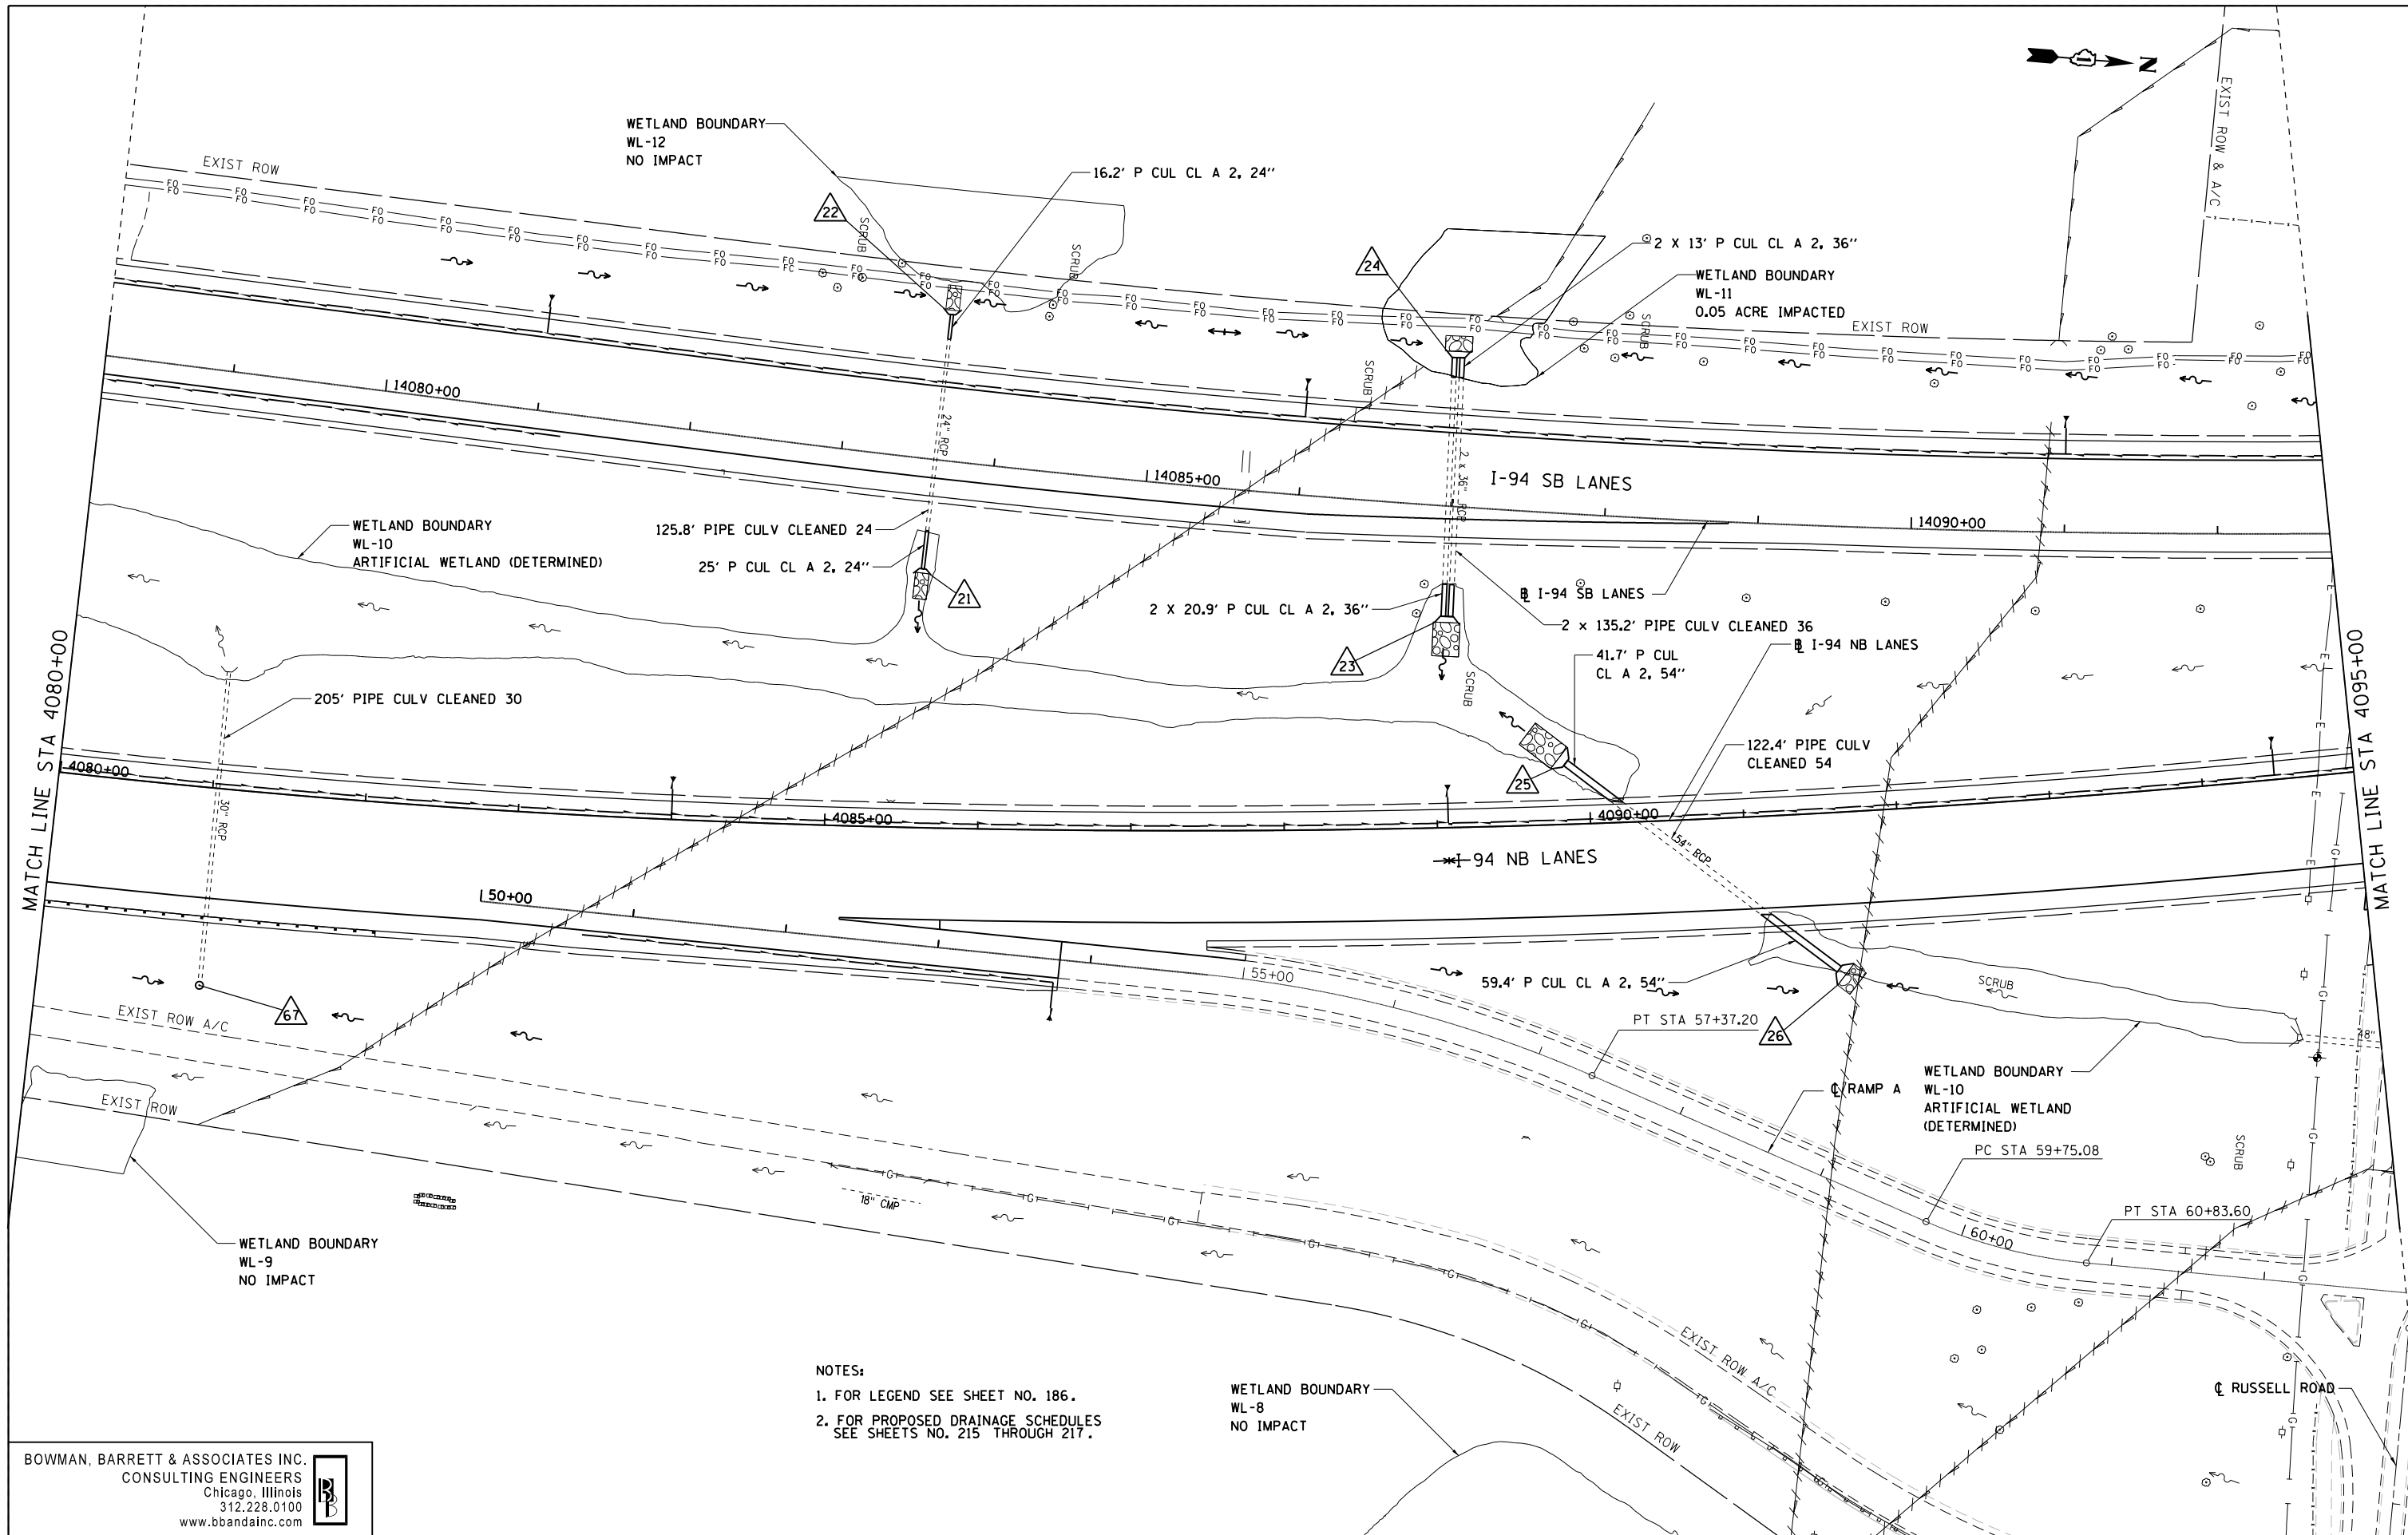 N
EXIST ROW & A/C
WETLAND BOUNDARY
WL-12
NO IMPACT
EXIST ROW
16.2' P CUL CL A 2, 24"
22
SCRUB
SCRUB
24
2 X 13' P CUL CL A 2, 36"
WETLAND BOUNDARY
WL-11
0.05 ACRE IMPACTED
EXIST ROW
SCRUB
SCRUB
FO
14080+00
24" RCP
14085+00
2 x 36" RCP
I-94 SB LANES
14090+00
WETLAND BOUNDARY
WL-10
ARTIFICIAL WETLAND (DETERMINED)
125.8' PIPE CULV CLEANED 24
25' P CUL CL A 2, 24"
21
2 X 20.9' P CUL CL A 2, 36"
23
I-94 SB LANES
2 x 135.2' PIPE CULV CLEANED 36
I-94 NB LANES
41.7' P CUL
CL A 2, 54"
SCRUB
25
122.4' PIPE CULV
CLEANED 54
205' PIPE CULV CLEANED 30
MATCH LINE STA 4080+00
MATCH LINE STA 4095+00
4080+00
30" RCP
4085+00
4090+00
54" RCP
I-94 NB LANES
50+00
55+00
59.4' P CUL CL A 2, 54"
SCRUB
PT STA 57+37.20
26
67
EXIST ROW A/C
EXIST ROW
48"
WETLAND BOUNDARY
WL-10
ARTIFICIAL WETLAND
(DETERMINED)
℄ RAMP A
PC STA 59+75.08
SCRUB
PT STA 60+83.60
60+00
18" CMP
G
E
WETLAND BOUNDARY
WL-9
NO IMPACT
EXIST ROW A/C
EXIST ROW
℄ RUSSELL ROAD
NOTES:
1. FOR LEGEND SEE SHEET NO. 186.
2. FOR PROPOSED DRAINAGE SCHEDULES
SEE SHEETS NO. 215 THROUGH 217.
WETLAND BOUNDARY
WL-8
NO IMPACT
BOWMAN, BARRETT & ASSOCIATES INC.
CONSULTING ENGINEERS
Chicago, Illinois
312.228.0100
www.bbandainc.com